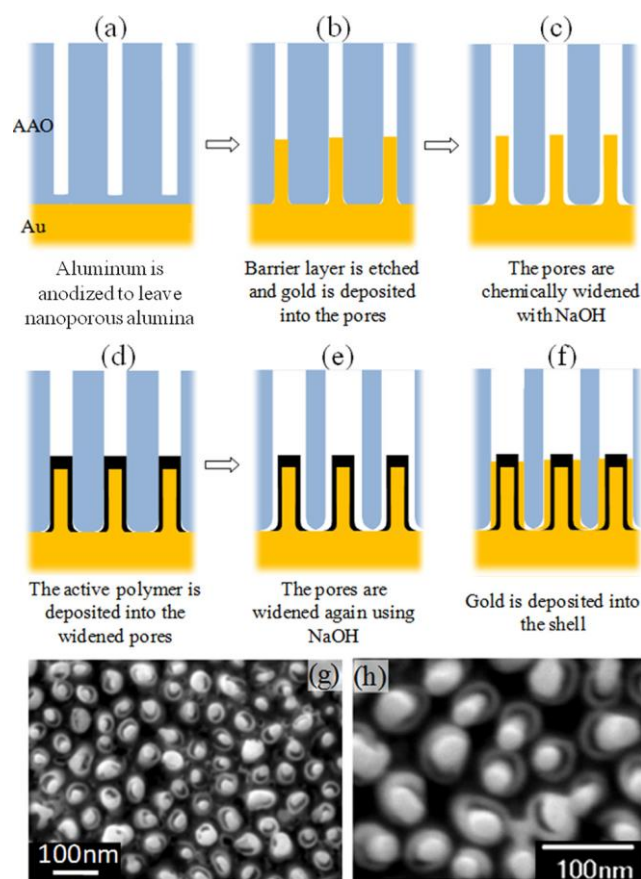 (a)
(b)
(c)
AAO
Au
Aluminum is
anodized to leave
nanoporous alumina
Barrier layer is etched
and gold is deposited
into the pores
The pores are
chemically widened
with NaOH
(d)
(e)
(f)
The active polymer is
deposited into the
widened pores
The pores are
widened again using
NaOH
Gold is deposited into
the shell
(g)
(h)
100nm
100nm